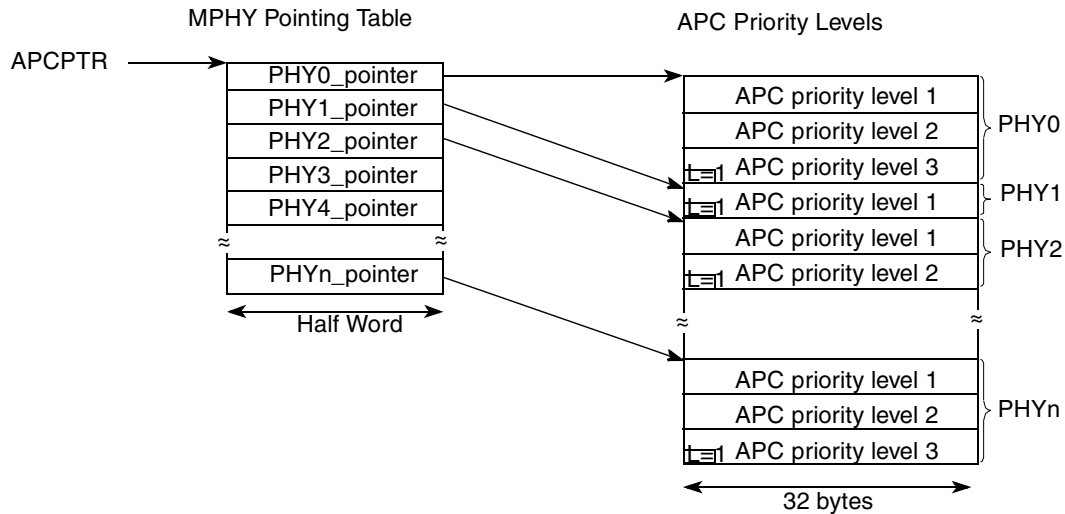 MPHY Pointing Table
APC Priority Levels
APCPTR
PHY0_pointer
PHY1_pointer
PHY2_pointer
PHY3_pointer
PHY4_pointer
≈ ≈
PHYn_pointer
Half Word
APC priority level 1
APC priority level 2
L=1 APC priority level 3
PHY0
L=1 APC priority level 1
PHY1
APC priority level 1
L=1 APC priority level 2
PHY2
≈ ≈
APC priority level 1
APC priority level 2
L=1 APC priority level 3
PHYn
32 bytes